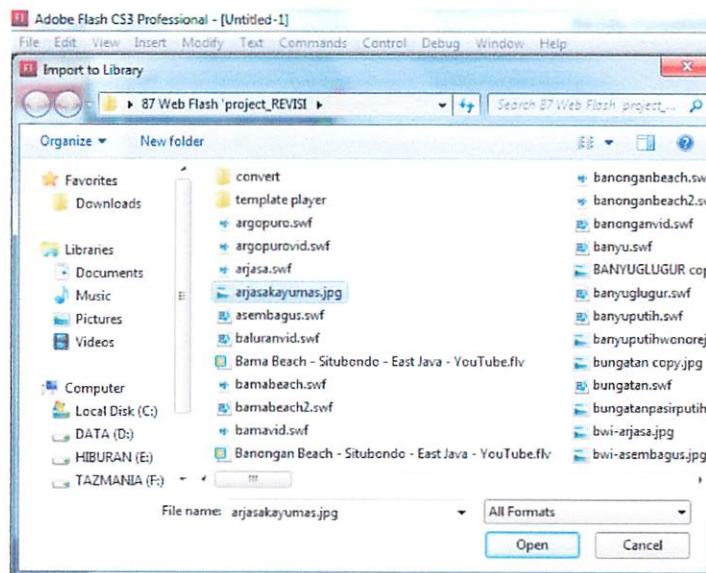 Adobe Flash CS3 Professional - [Untitled-1]
File Edit View Insert Modify Text Commands Control Debug Window Help
Import to Library
87 Web Flash 'project_REVISI
Search 87 Web Flash 'project_...
Organize
New folder
Favorites
Downloads
Libraries
Documents
Music
Pictures
Videos
Computer
Local Disk (C:)
DATA (D:)
HIBURAN (E:)
TAZMANIA (F:)
convert
template player
argopuro.swf
argopurovid.swf
arjasa.swf
arjasakayumas.jpg
asembagus.swf
baluranvid.swf
Bama Beach - Situbondo - East Java - YouTube.flv
bamabeach.swf
bamabeach2.swf
bamavid.swf
Banongan Beach - Situbondo - East Java - YouTube.flv
banonganbeach.sw
banonganbeach2.s
banonganvid.swf
banyu.swf
BANYUGLUGUR cop
banyuglugur.swf
banyuputih.swf
banyuputihwonorej
bungatan copy.jpg
bungatan.swf
bungatanpasirputih
bwi-arjasa.jpg
bwi-asembagus.jpg
File name: arjasakayumas.jpg
All Formats
Open
Cancel